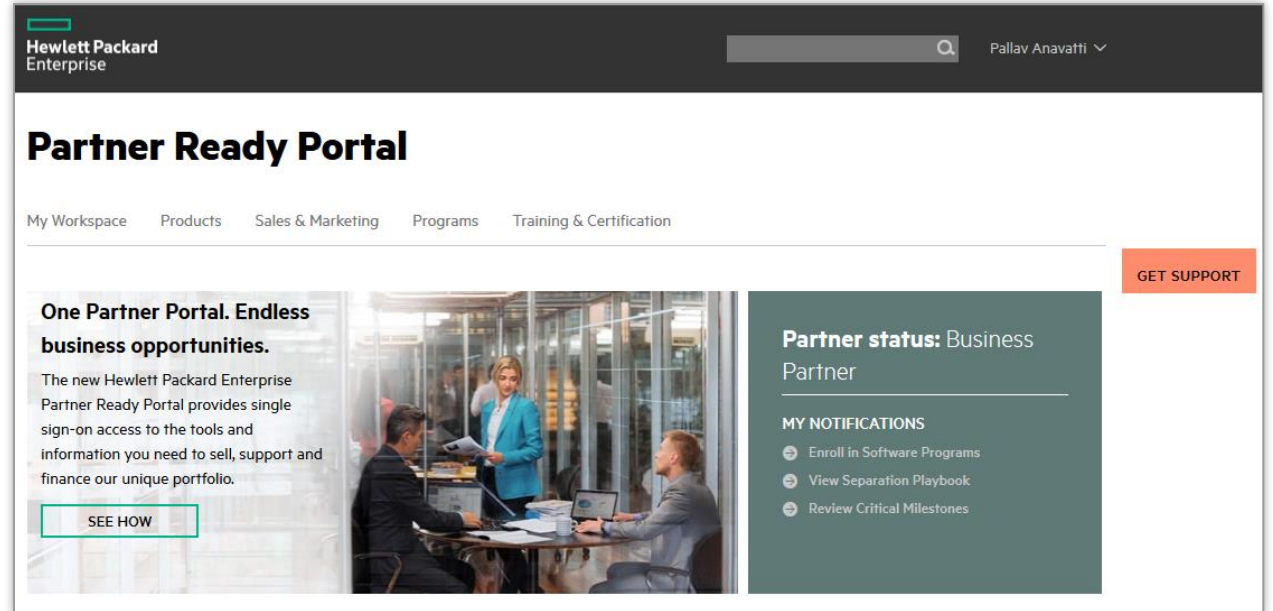 Hewlett Packard
Enterprise
Pallav Anavatti
Partner Ready Portal
My Workspace Products Sales & Marketing Programs Training & Certification
GET SUPPORT
One Partner Portal. Endless
business opportunities.
The new Hewlett Packard Enterprise
Partner Ready Portal provides single
sign-on access to the tools and
information you need to sell, support and
finance our unique portfolio.
SEE HOW
Partner status: Business
Partner
MY NOTIFICATIONS
Enroll in Software Programs
View Separation Playbook
Review Critical Milestones